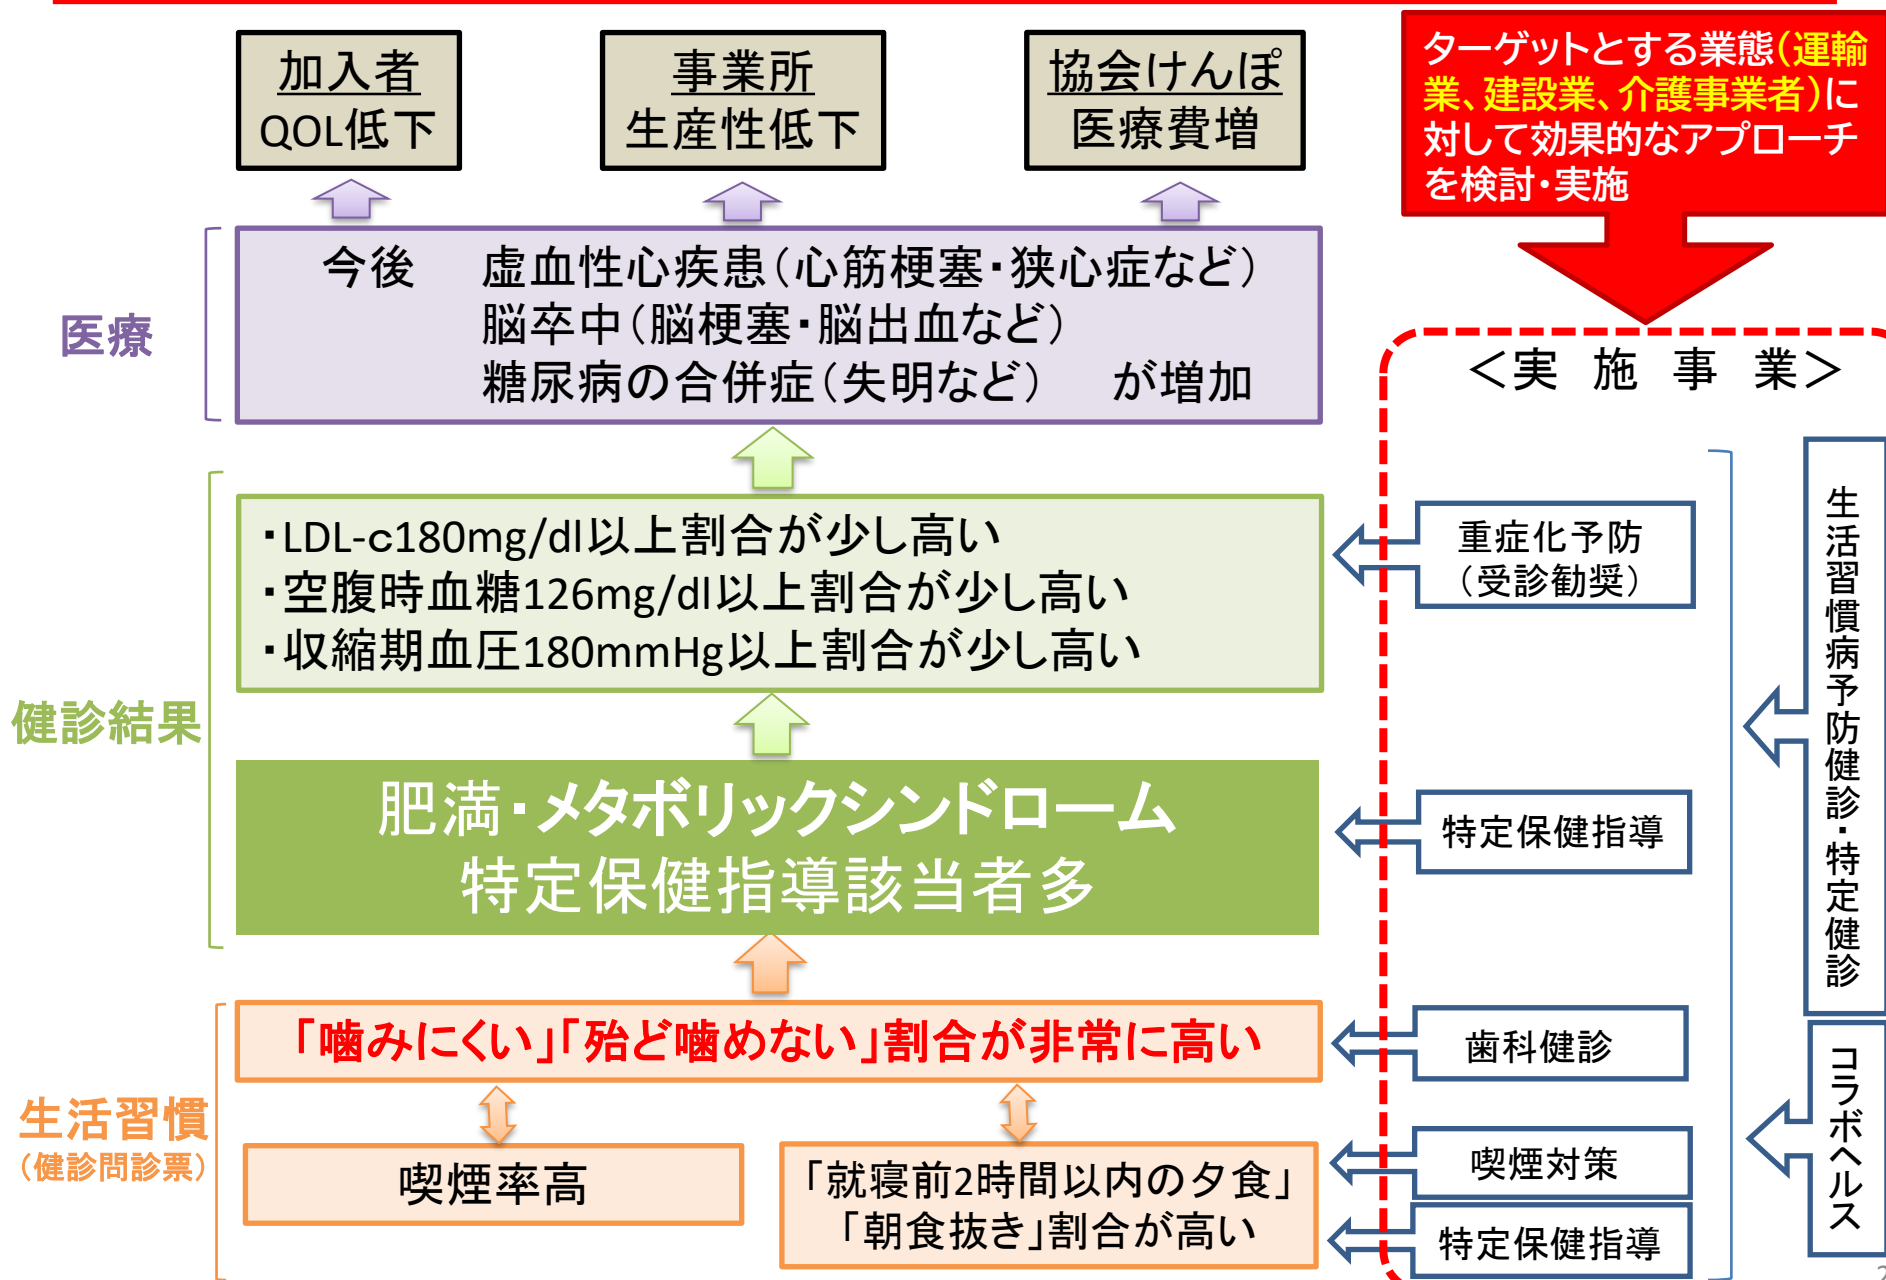 加入者
QOL低下
事業所
生産性低下
協会けんぽ
医療費増
ターゲットとする業態(運輸
業、建設業、介護事業者)に
対して効果的なアプローチ
を検討・実施
医療
今後　虚血性心疾患(心筋梗塞・狭心症など)
脳卒中(脳梗塞・脳出血など)
糖尿病の合併症(失明など)　が増加
<実　施　事　業>
健診結果
・LDL-c180mg/dl以上割合が少し高い
・空腹時血糖126mg/dl以上割合が少し高い
・収縮期血圧180mmHg以上割合が少し高い
重症化予防
(受診勧奨)
肥満・メタボリックシンドローム
特定保健指導該当者多
特定保健指導
生活習慣病予防健診・特定健診
生活習慣
(健診問診票)
「噛みにくい」「殆ど噛めない」割合が非常に高い
歯科健診
喫煙率高
「就寝前2時間以内の夕食」
「朝食抜き」割合が高い
喫煙対策
特定保健指導
コラボヘルス